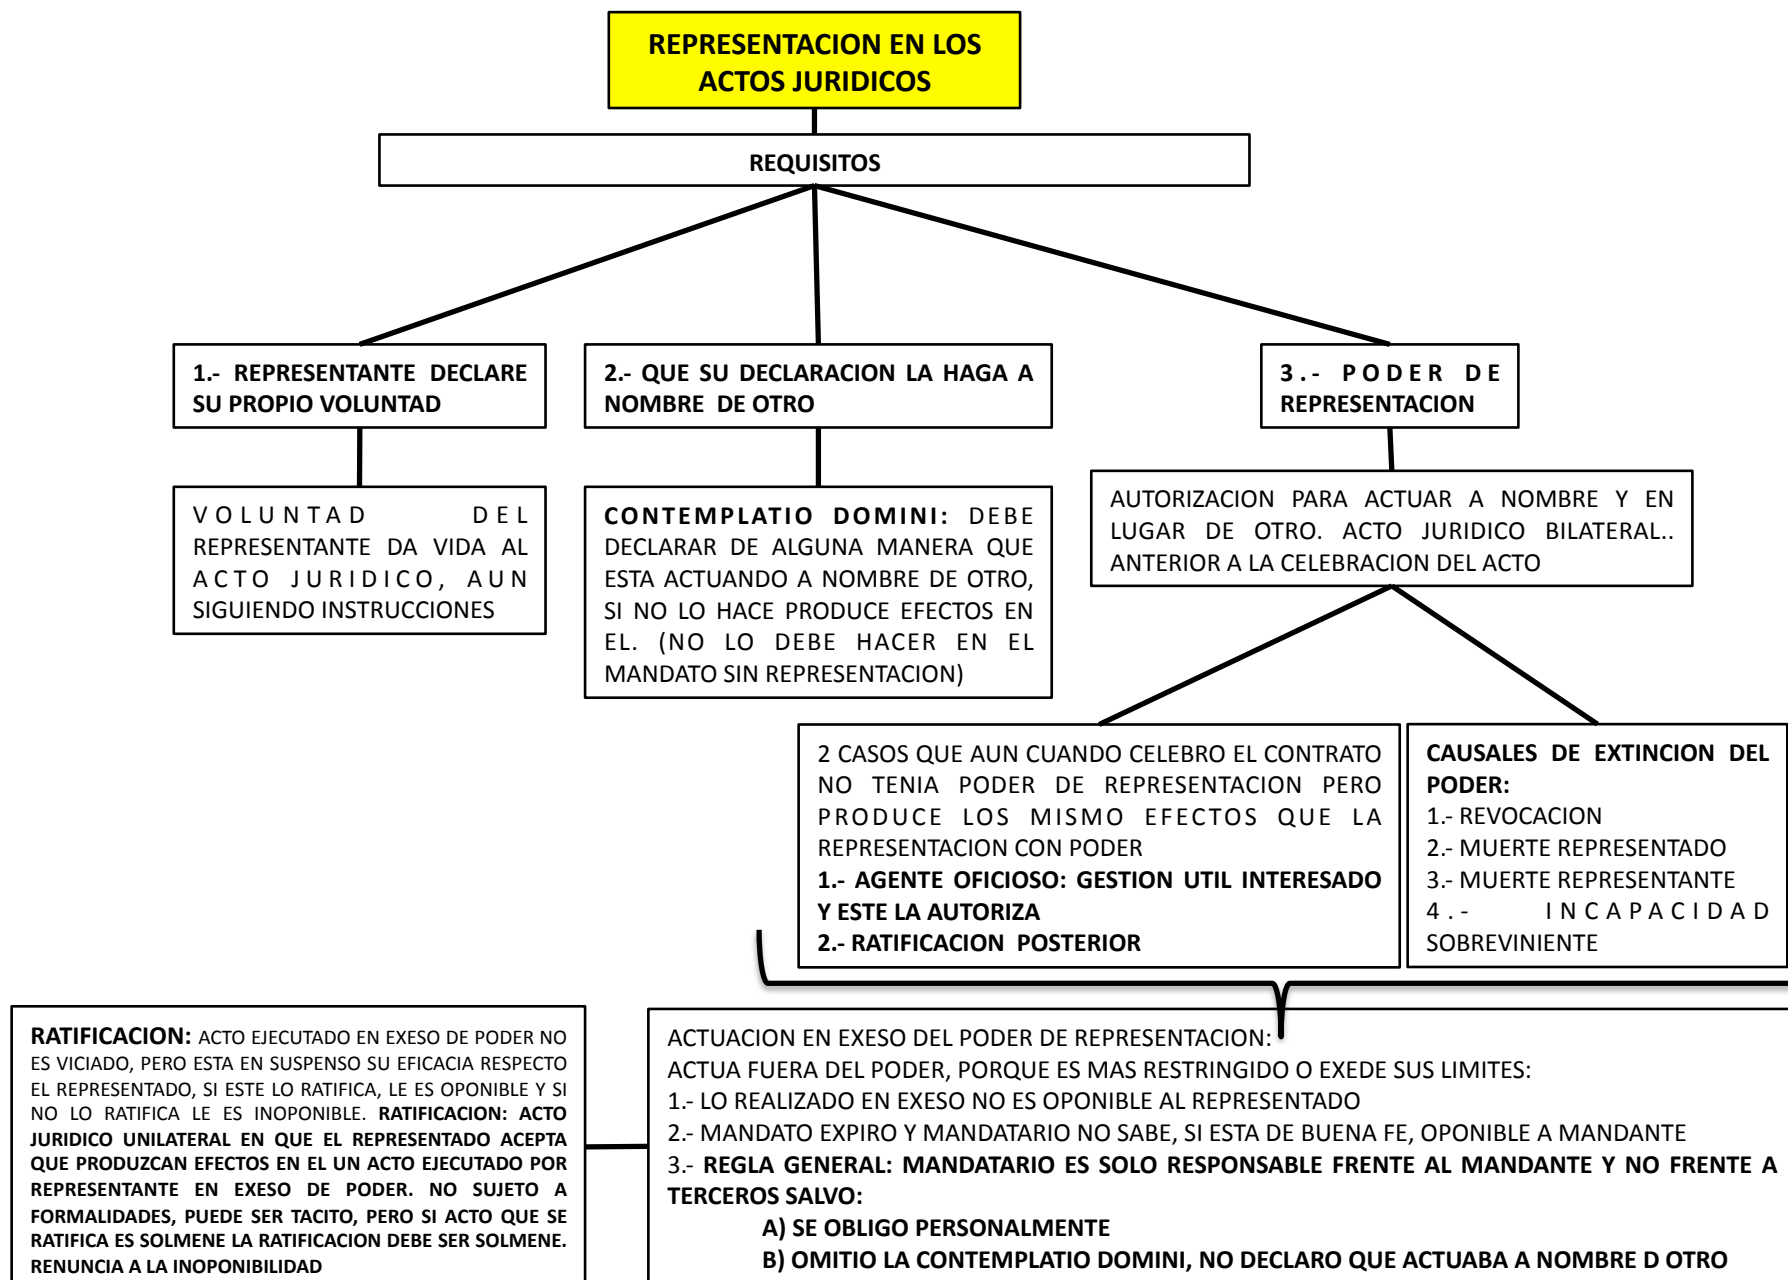 REPRESENTACION EN LOS
ACTOS JURIDICOS
REQUISITOS
1.- REPRESENTANTE DECLARE
SU PROPIO VOLUNTAD
2.- QUE SU DECLARACION LA HAGA A
NOMBRE DE OTRO
3.- PODER DE
REPRESENTACION
VOLUNTAD DEL
REPRESENTANTE DA VIDA AL
ACTO JURIDICO, AUN
SIGUIENDO INSTRUCCIONES
CONTEMPLATIO DOMINI: DEBE
DECLARAR DE ALGUNA MANERA QUE
ESTA ACTUANDO A NOMBRE DE OTRO,
SI NO LO HACE PRODUCE EFECTOS EN
EL. (NO LO DEBE HACER EN EL
MANDATO SIN REPRESENTACION)
AUTORIZACION PARA ACTUAR A NOMBRE Y EN
LUGAR DE OTRO. ACTO JURIDICO BILATERAL..
ANTERIOR A LA CELEBRACION DEL ACTO
2 CASOS QUE AUN CUANDO CELEBRO EL CONTRATO
NO TENIA PODER DE REPRESENTACION PERO
PRODUCE LOS MISMO EFECTOS QUE LA
REPRESENTACION CON PODER
1.- AGENTE OFICIOSO: GESTION UTIL INTERESADO
Y ESTE LA AUTORIZA
2.- RATIFICACION POSTERIOR
CAUSALES DE EXTINCION DEL
PODER:
1.- REVOCACION
2.- MUERTE REPRESENTADO
3.- MUERTE REPRESENTANTE
4.- INCAPACIDAD
SOBREVINIENTE
RATIFICACION: ACTO EJECUTADO EN EXESO DE PODER NO
ES VICIADO, PERO ESTA EN SUSPENSO SU EFICACIA RESPECTO
EL REPRESENTADO, SI ESTE LO RATIFICA, LE ES OPONIBLE Y SI
NO LO RATIFICA LE ES INOPONIBLE. RATIFICACION: ACTO
JURIDICO UNILATERAL EN QUE EL REPRESENTADO ACEPTA
QUE PRODUZCAN EFECTOS EN EL UN ACTO EJECUTADO POR
REPRESENTANTE EN EXESO DE PODER. NO SUJETO A
FORMALIDADES, PUEDE SER TACITO, PERO SI ACTO QUE SE
RATIFICA ES SOLMENE LA RATIFICACION DEBE SER SOLMENE.
RENUNCIA A LA INOPONIBILIDAD
ACTUACION EN EXESO DEL PODER DE REPRESENTACION:
ACTUA FUERA DEL PODER, PORQUE ES MAS RESTRINGIDO O EXEDE SUS LIMITES:
1.- LO REALIZADO EN EXESO NO ES OPONIBLE AL REPRESENTADO
2.- MANDATO EXPIRO Y MANDATARIO NO SABE, SI ESTA DE BUENA FE, OPONIBLE A MANDANTE
3.- REGLA GENERAL: MANDATARIO ES SOLO RESPONSABLE FRENTE AL MANDANTE Y NO FRENTE A
TERCEROS SALVO:
A) SE OBLIGO PERSONALMENTE
B) OMITIO LA CONTEMPLATIO DOMINI, NO DECLARO QUE ACTUABA A NOMBRE D OTRO